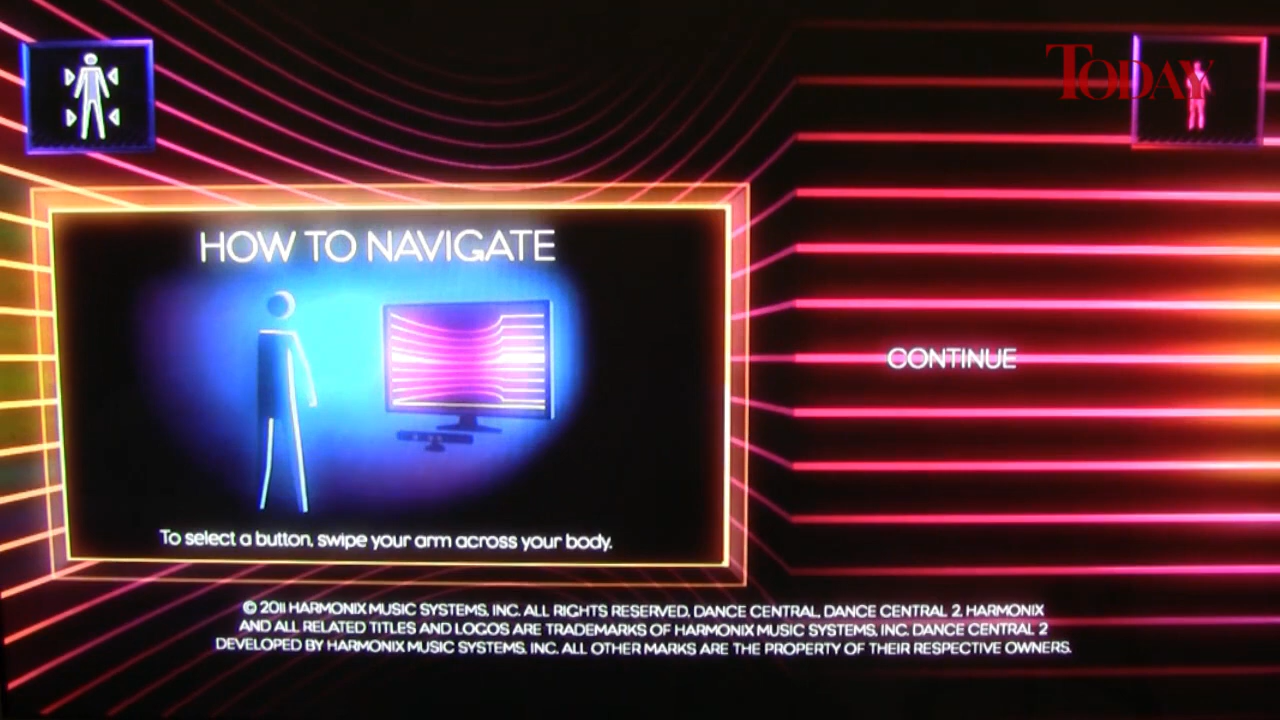 TODAY
HOW TO NAVIGATE
CONTINUE
To select a button, swipe your arm across your body.
© 2011 HARMONIX MUSIC SYSTEMS, INC. ALL RIGHTS RESERVED. DANCE CENTRAL, DANCE CENTRAL 2, HARMONIX
AND ALL RELATED TITLES AND LOGOS ARE TRADEMARKS OF HARMONIX MUSIC SYSTEMS, INC. DANCE CENTRAL 2
DEVELOPED BY HARMONIX MUSIC SYSTEMS, INC. ALL OTHER MARKS ARE THE PROPERTY OF THEIR RESPECTIVE OWNERS.